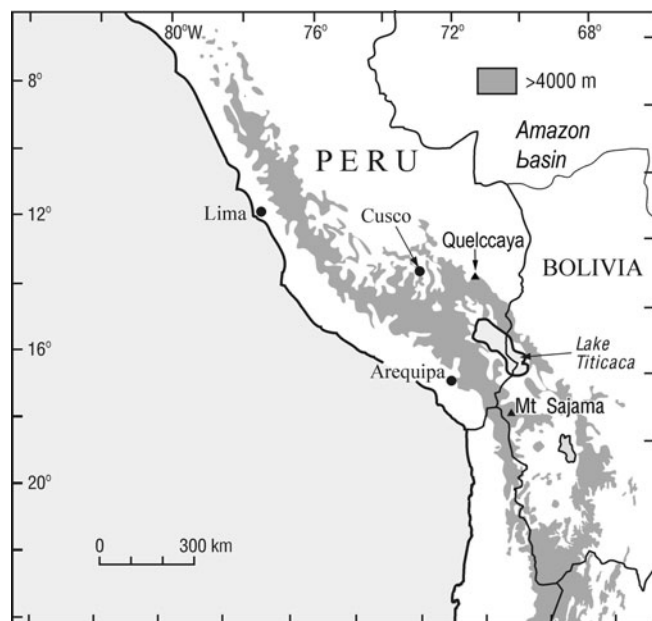 80°W
76°
72°
68°
8°
>4000 m
Amazon
basin
PERU
12°
Lima
Cusco
Quelccaya
BOLIVIA
16°
Lake
Titicaca
Arequipa
Mt Sajama
20°
0 300 km